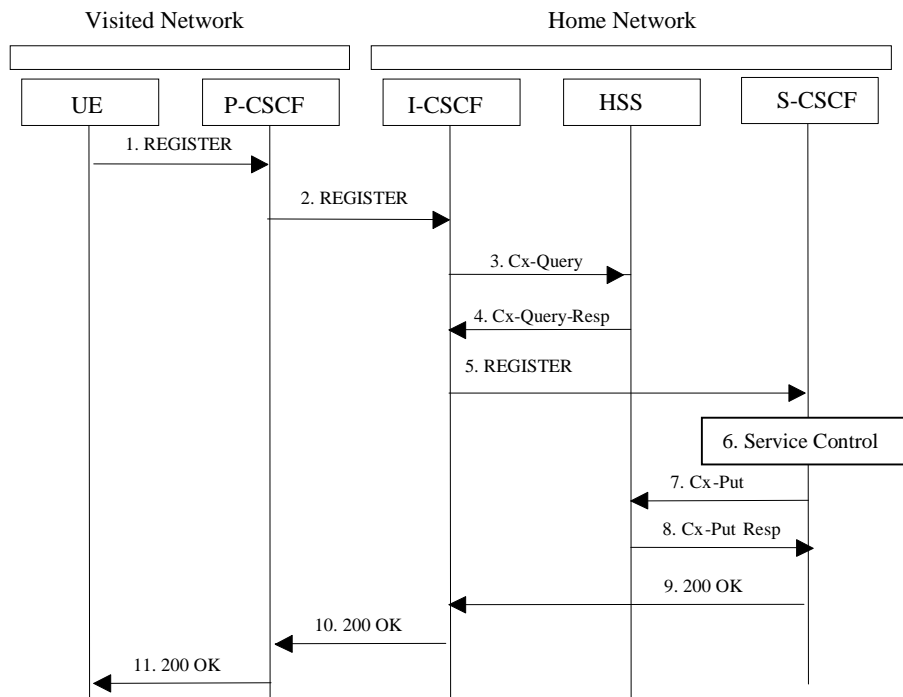 Visited Network
Home Network
UE
P-CSCF
I-CSCF
HSS
S-CSCF
1. REGISTER
2. REGISTER
3. Cx-Query
4. Cx-Query-Resp
5. REGISTER
6. Service Control
7. Cx-Put
8. Cx-Put Resp
9. 200 OK
10. 200 OK
11. 200 OK